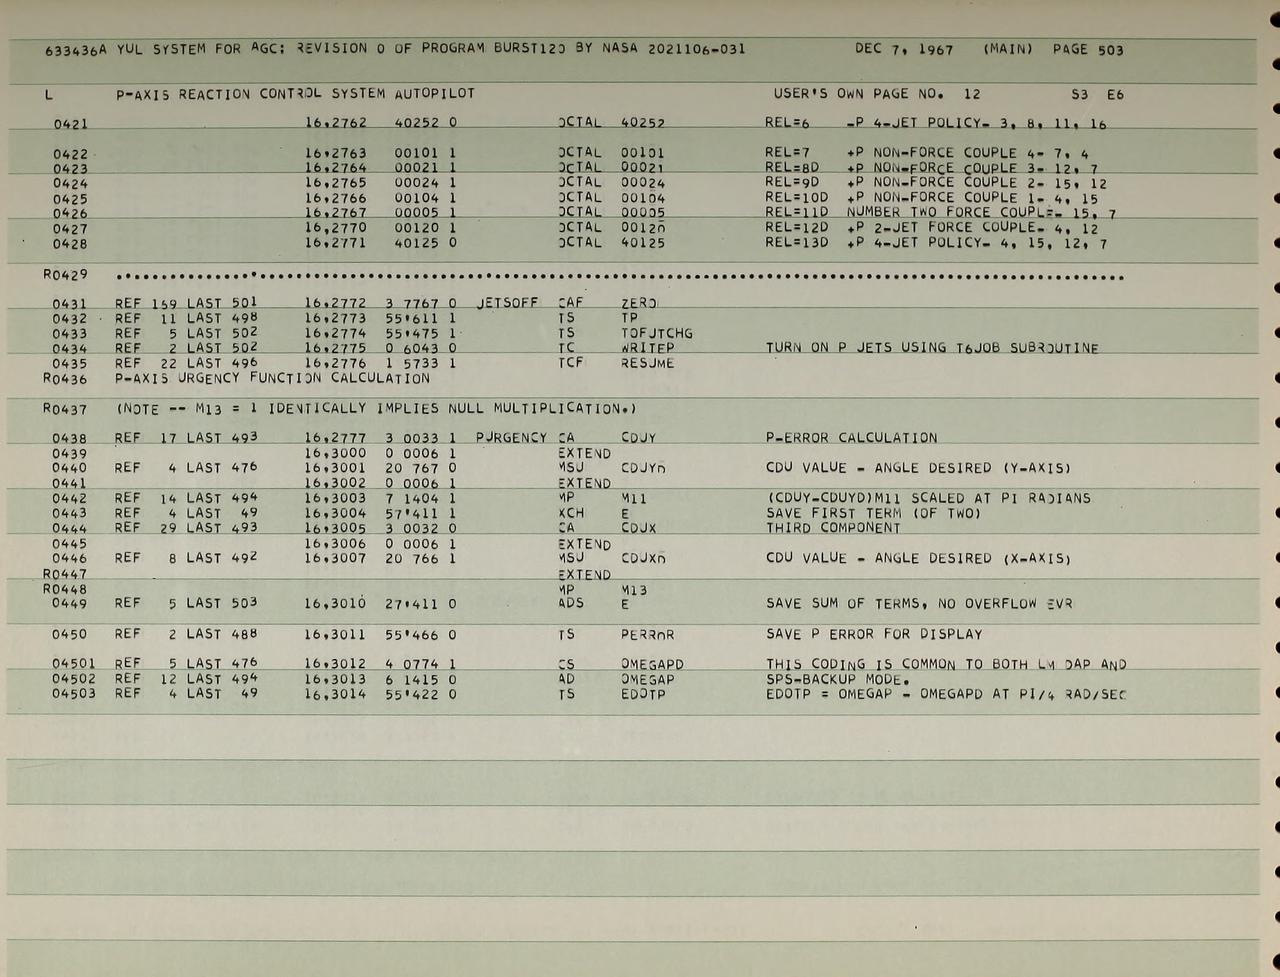 633436A YUL SYSTEM FOR AGC: REVISION 0 OF PROGRAM BURST120 BY NASA 2021106-031 DEC 7, 1967 (MAIN) PAGE 503
L P-AXIS REACTION CONTROL SYSTEM AUTOPILOT USER'S OWN PAGE NO. 12 S3 E6
0421 16,2762 40252 0 OCTAL 40252 REL=6 -P 4-JET POLICY- 3, 8, 11, 16
0422 16,2763 00101 1 OCTAL 00101 REL=7 +P NON-FORCE COUPLE 4- 7, 4
0423 16,2764 00021 1 OCTAL 00021 REL=8D +P NON-FORCE COUPLE 3- 12, 7
0424 16,2765 00024 1 OCTAL 00024 REL=9D +P NON-FORCE COUPLE 2- 15, 12
0425 16,2766 00104 1 OCTAL 00104 REL=10D +P NON-FORCE COUPLE 1- 4, 15
0426 16,2767 00005 1 OCTAL 00005 REL=11D NUMBER TWO FORCE COUPLE- 15, 7
0427 16,2770 00120 1 OCTAL 00120 REL=12D +P 2-JET FORCE COUPLE- 4, 12
0428 16,2771 40125 0 OCTAL 40125 REL=13D +P 4-JET POLICY- 4, 15, 12, 7
R0429 ................................................................................
0431 REF 159 LAST 501 16,2772 3 7767 0 JETSOFF CAF ZERO
0432 REF 11 LAST 498 16,2773 55'611 1 TS TP
0433 REF 5 LAST 502 16,2774 55'475 1 TS TOFJTCHG
0434 REF 2 LAST 502 16,2775 0 6043 0 TC WRITEP TURN ON P JETS USING T6JOB SUBROUTINE
0435 REF 22 LAST 496 16,2776 1 5733 1 TCF RESUME
R0436 P-AXIS URGENCY FUNCTION CALCULATION
R0437 (NOTE -- M13 = 1 IDENTICALLY IMPLIES NULL MULTIPLICATION.)
0438 REF 17 LAST 493 16,2777 3 0033 1 PURGENCY CA CDUY P-ERROR CALCULATION
0439 16,3000 0 0006 1 EXTEND
0440 REF 4 LAST 476 16,3001 20 767 0 MSU CDUYD CDU VALUE - ANGLE DESIRED (Y-AXIS)
0441 16,3002 0 0006 1 EXTEND
0442 REF 14 LAST 494 16,3003 7 1404 1 MP M11 (CDUY-CDUYD)M11 SCALED AT PI RADIANS
0443 REF 4 LAST 49 16,3004 57'411 1 XCH E SAVE FIRST TERM (OF TWO)
0444 REF 29 LAST 493 16,3005 3 0032 0 CA CDUX THIRD COMPONENT
0445 16,3006 0 0006 1 EXTEND
0446 REF 8 LAST 492 16,3007 20 766 1 MSU CDUXD CDU VALUE - ANGLE DESIRED (X-AXIS)
R0447 EXTEND
R0448 MP M13
0449 REF 5 LAST 503 16,3010 27'411 0 ADS E SAVE SUM OF TERMS, NO OVERFLOW EVR
0450 REF 2 LAST 488 16,3011 55'466 0 TS PERROR SAVE P ERROR FOR DISPLAY
04501 REF 5 LAST 476 16,3012 4 0774 1 CS OMEGAPD THIS CODING IS COMMON TO BOTH LM DAP AND
04502 REF 12 LAST 494 16,3013 6 1415 0 AD OMEGAP SPS-BACKUP MODE.
04503 REF 4 LAST 49 16,3014 55'422 0 TS EDOTP EDOTP = OMEGAP - OMEGAPD AT PI/4 RAD/SEC